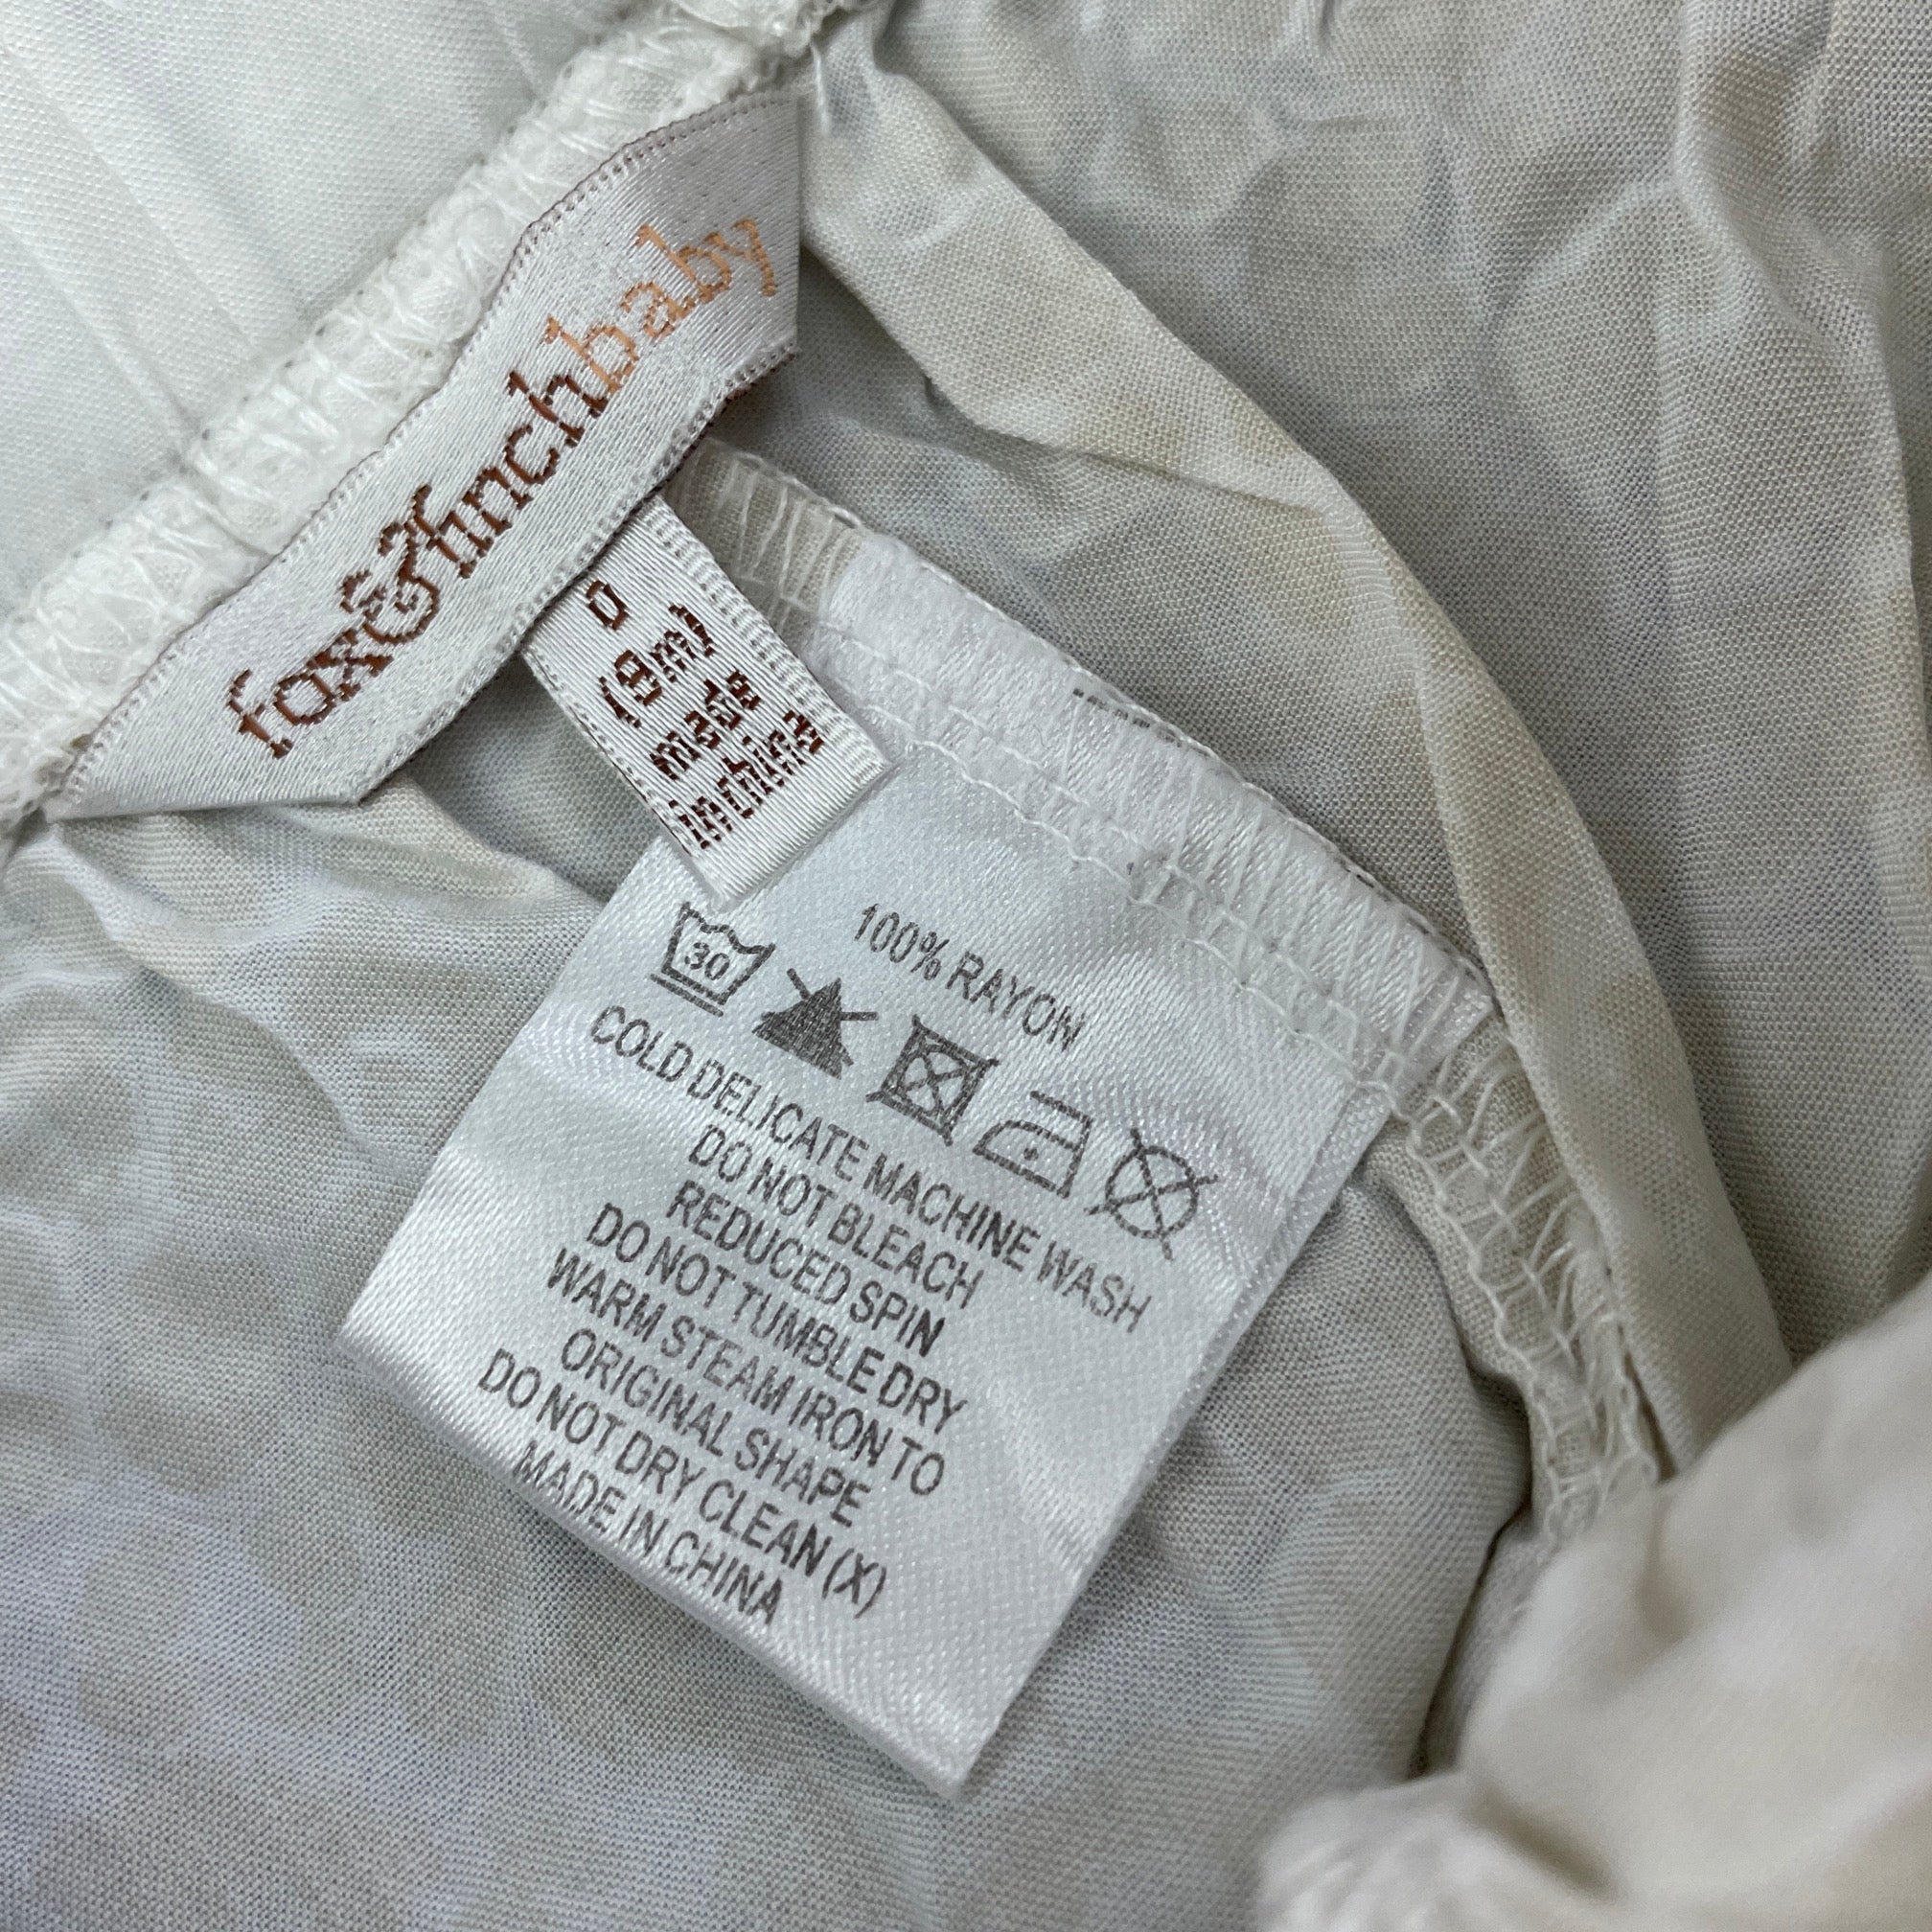 fox&finchbaby
0
(9m)
made
in china
100% RAYON
30
COLD DELICATE MACHINE WASH
DO NOT BLEACH
REDUCED SPIN
DO NOT TUMBLE DRY
WARM STEAM IRON TO
ORIGINAL SHAPE
DO NOT DRY CLEAN (X)
MADE IN CHINA